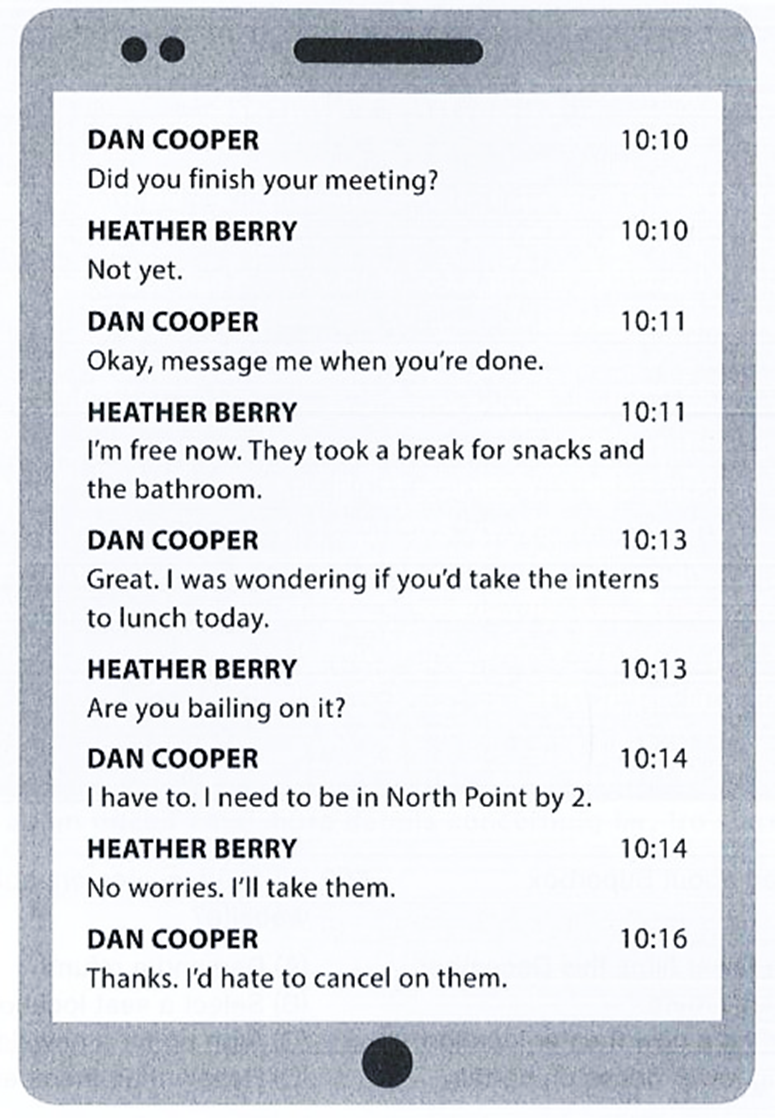 DAN COOPER 10:10
Did you finish your meeting?
HEATHER BERRY 10:10
Not yet.
DAN COOPER 10:11
Okay, message me when you're done.
HEATHER BERRY 10:11
I'm free now. They took a break for snacks and
the bathroom.
DAN COOPER 10:13
Great. I was wondering if you'd take the interns
to lunch today.
HEATHER BERRY 10:13
Are you bailing on it?
DAN COOPER 10:14
I have to. I need to be in North Point by 2.
HEATHER BERRY 10:14
No worries. I'll take them.
DAN COOPER 10:16
Thanks. I'd hate to cancel on them.